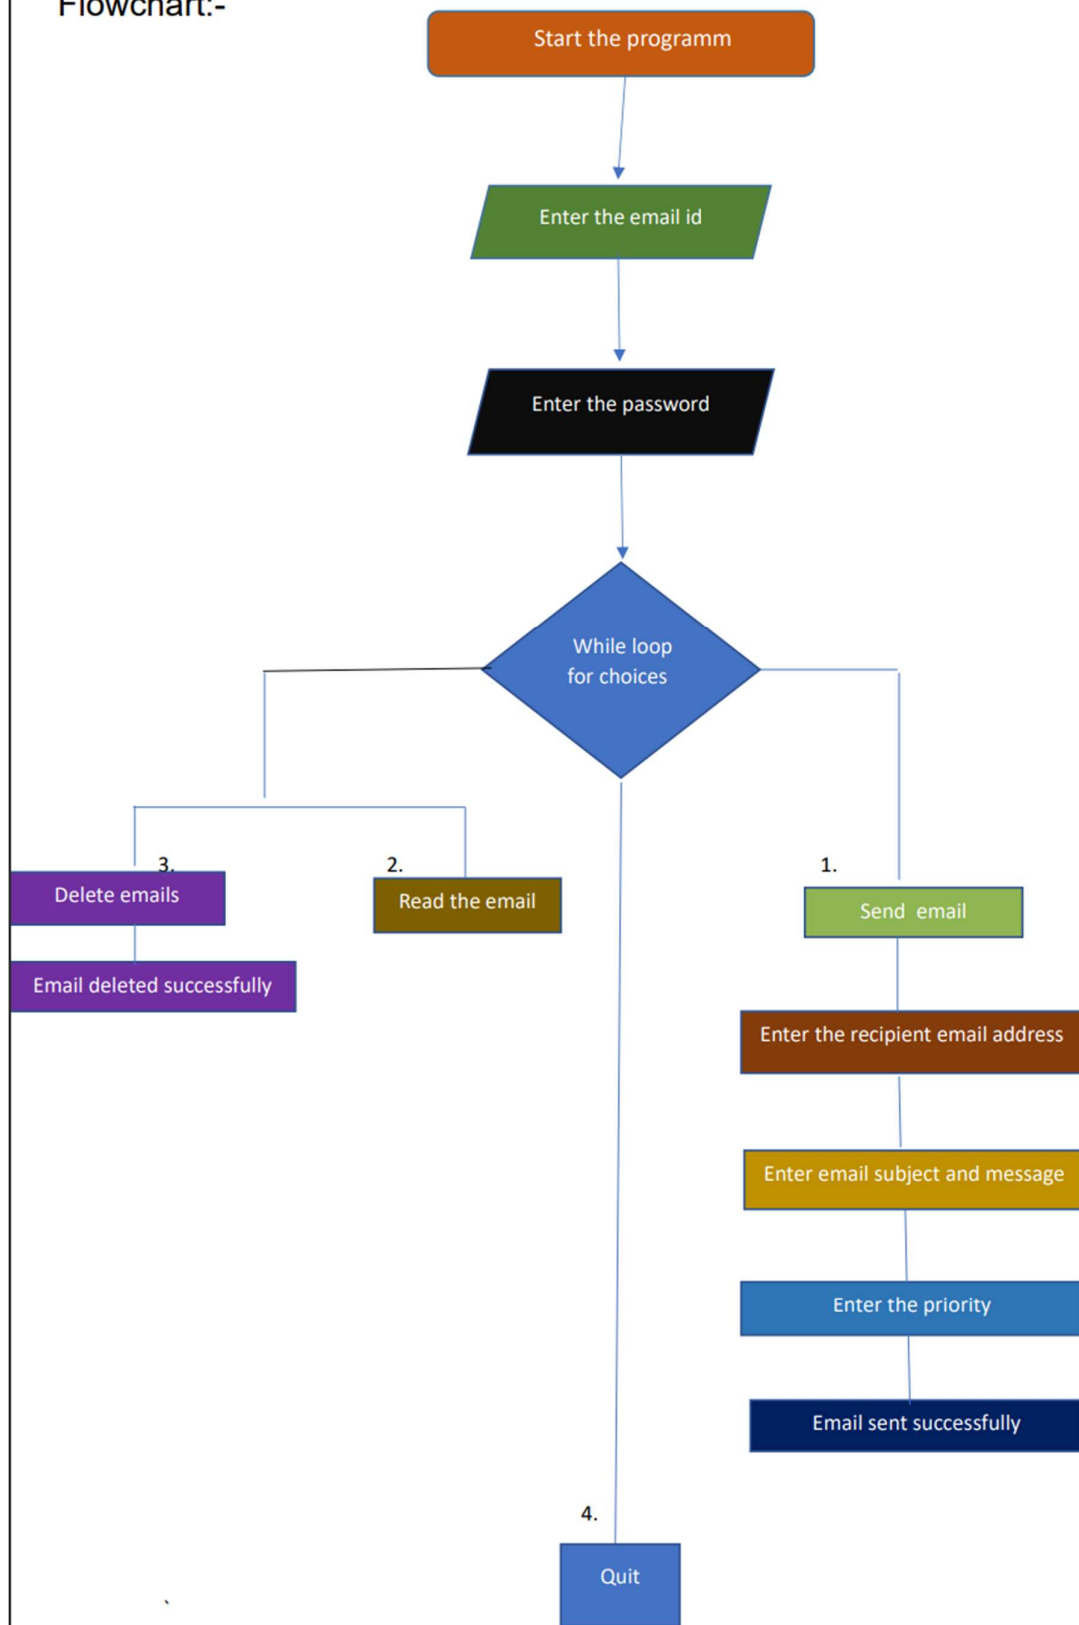 Flowchart:-
Start the programm
Enter the email id
Enter the password
While loop
for choices
3.
Delete emails
Email deleted successfully
2.
Read the email
1.
Send email
Enter the recipient email address
Enter email subject and message
Enter the priority
Email sent successfully
4.
Quit
`